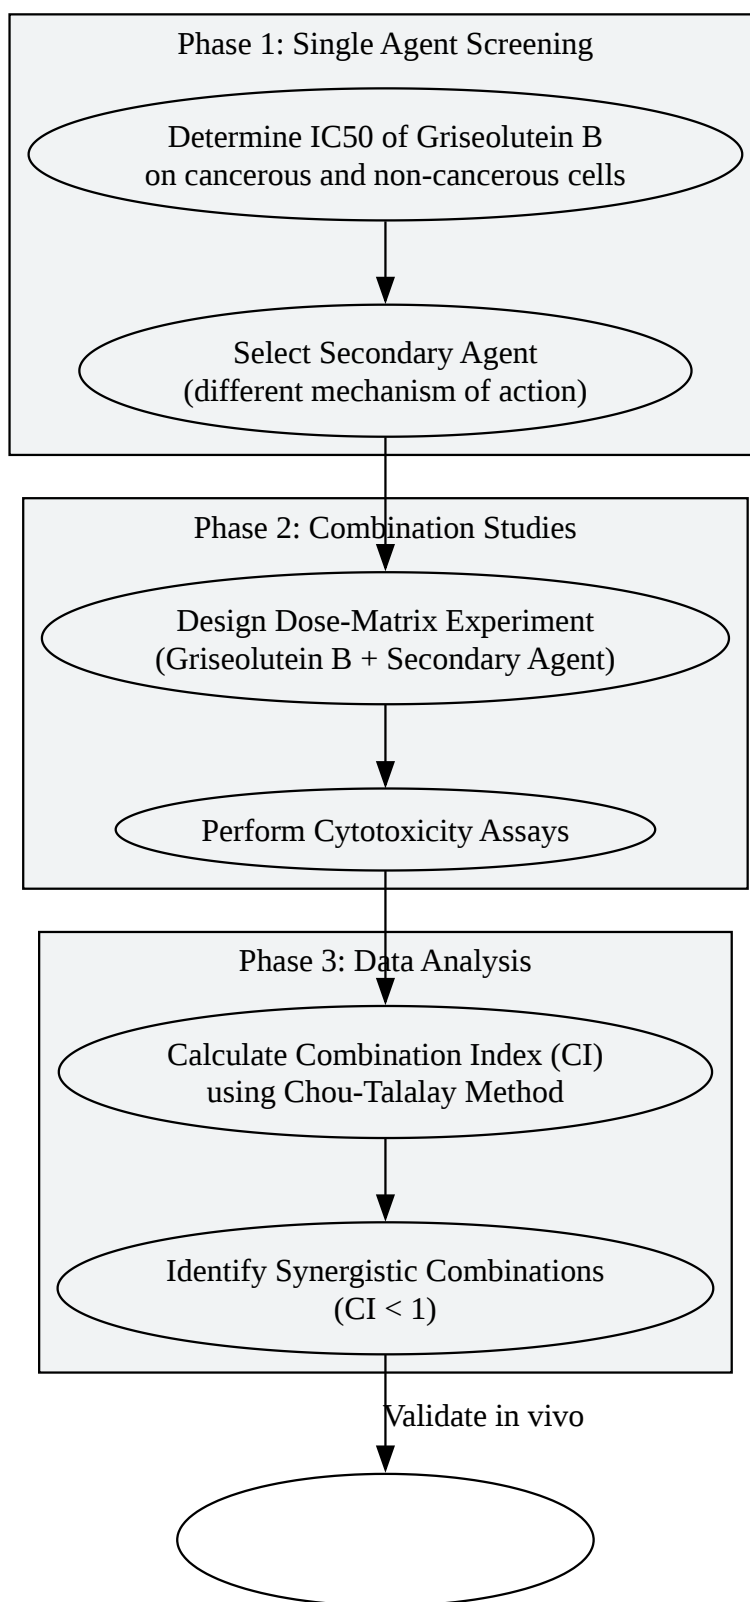 Phase 1: Single Agent Screening
Determine IC50 of Griseolutein B
on cancerous and non-cancerous cells
Select Secondary Agent
(different mechanism of action)
Phase 2: Combination Studies
Design Dose-Matrix Experiment
(Griseolutein B + Secondary Agent)
Perform Cytotoxicity Assays
Phase 3: Data Analysis
Calculate Combination Index (CI)
using Chou-Talalay Method
Identify Synergistic Combinations
(CI < 1)
Validate in vivo